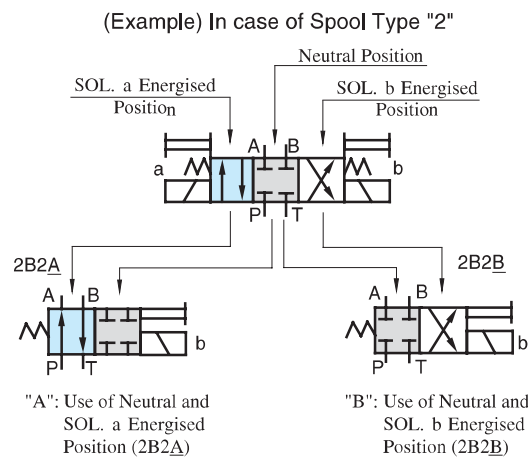 (Example) In case of Spool Type "2"
Neutral Position
SOL. a Energised
Position
SOL. b Energised
Position
A B
a
b
P T
2B2A
2B2B
A B
b
P T
A B
b
P T
"A": Use of Neutral and
SOL. a Energised
Position (2B2A)
"B": Use of Neutral and
SOL. b Energised
Position (2B2B)